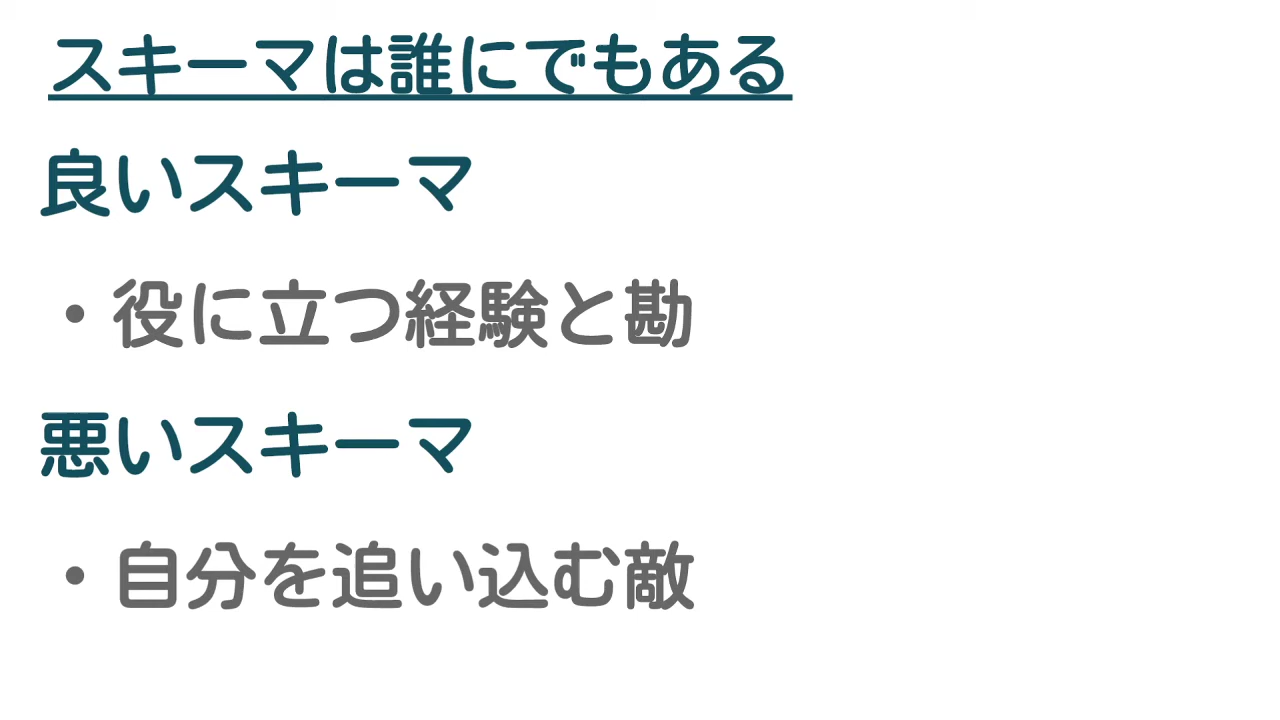 スキーマは誰にでもある
良いスキーマ
・役に立つ経験と勘
悪いスキーマ
・自分を追い込む敵